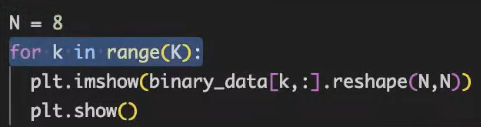 N = 8
for k in range(K):
plt.imshow(binary_data[k,:].reshape(N,N))
plt.show()